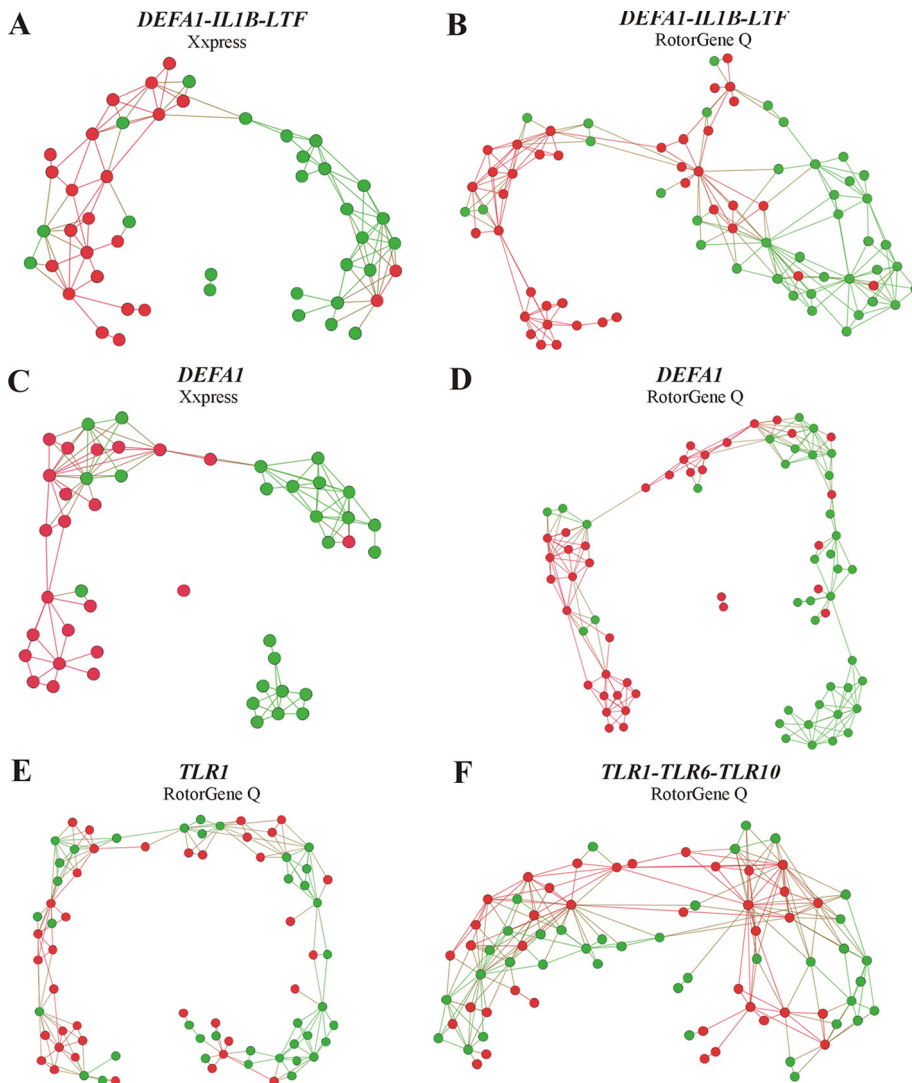 A
DEFA1-IL1B-LTF
Xxpress
B
DEFA1-IL1B-LTF
RotorGene Q
C
DEFA1
Xxpress
D
DEFA1
RotorGene Q
E
TLR1
RotorGene Q
F
TLR1-TLR6-TLR10
RotorGene Q